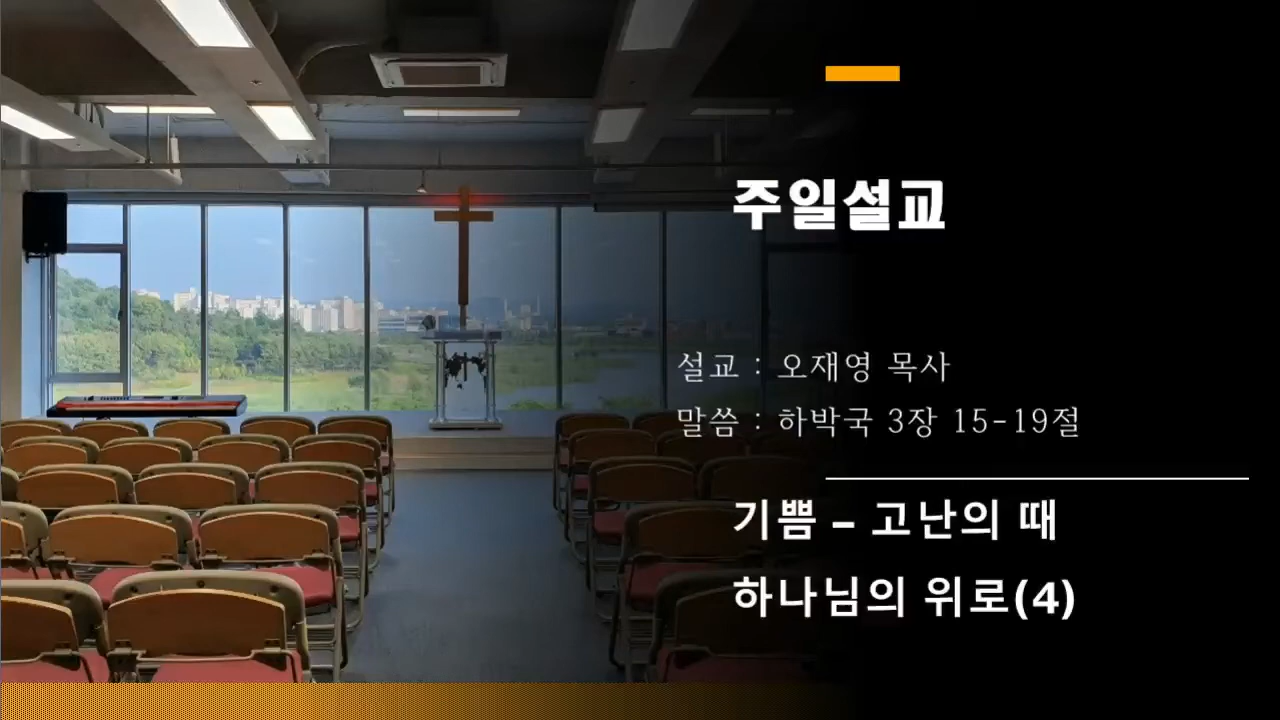 주일설교
설교 : 오재영 목사
말씀 : 하박국 3장 15-19절
기쁨 – 고난의 때
하나님의 위로(4)